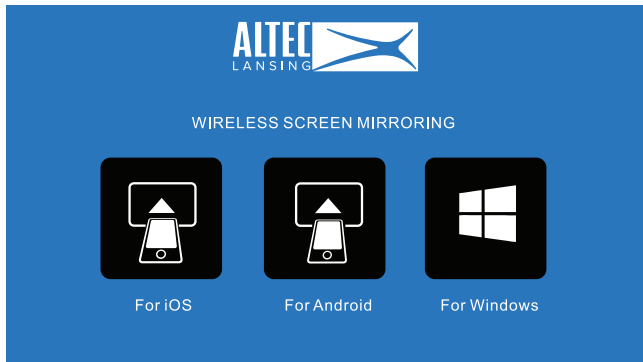 ALTEC
LANSING
WIRELESS SCREEN MIRRORING
For iOS
For Android
For Windows